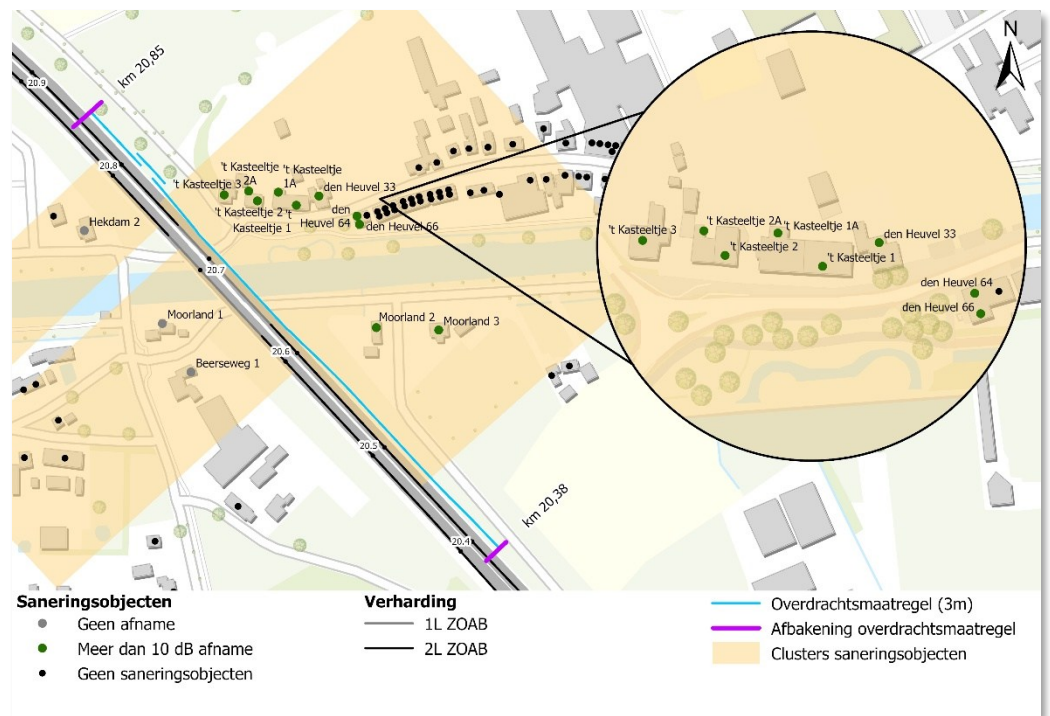 N
km 20,85
20.9
20.8
't Kasteeltje 3
't Kasteeltje
2A
't Kasteeltje
1A
den Heuvel 33
't Kasteeltje 2
't
Kasteeltje 1
den
Heuvel 64
den Heuvel 66
Hekdam 2
20.7
Moorland 1
Moorland 2
Moorland 3
20.6
Beerseweg 1
20.5
km 20,38
20.4
't Kasteeltje 3
't Kasteeltje 2A
't Kasteeltje 1A
't Kasteeltje 2
den Heuvel 33
't Kasteeltje 1
den Heuvel 64
den Heuvel 66
Saneringsobjecten
Geen afname
Meer dan 10 dB afname
Geen saneringsobjecten
Verharding
1L ZOAB
2L ZOAB
Overdrachtsmaatregel (3m)
Afbakening overdrachtsmaatregel
Clusters saneringsobjecten